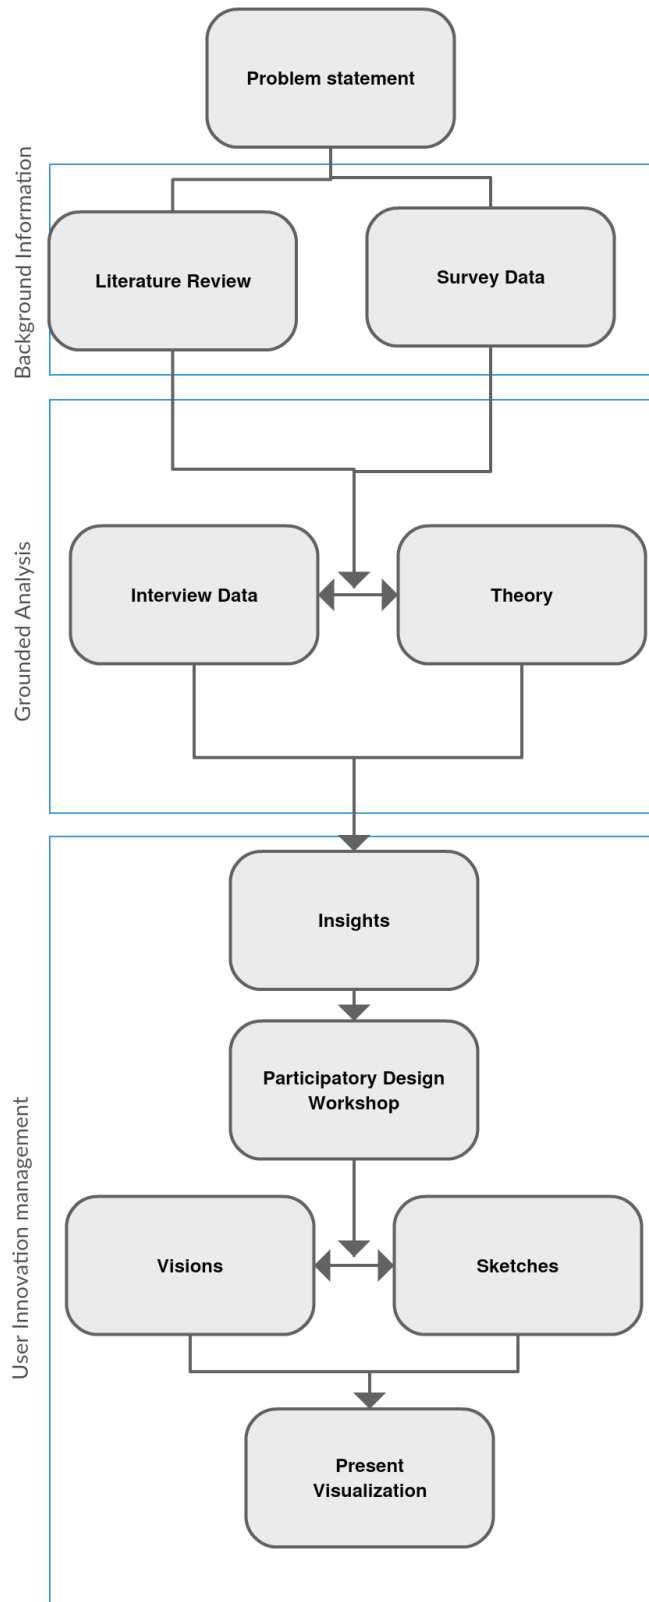 Problem statement
Background Information
Literature Review
Survey Data
Grounded Analysis
Interview Data
Theory
User Innovation management
Insights
Participatory Design
Workshop
Visions
Sketches
Present
Visualization